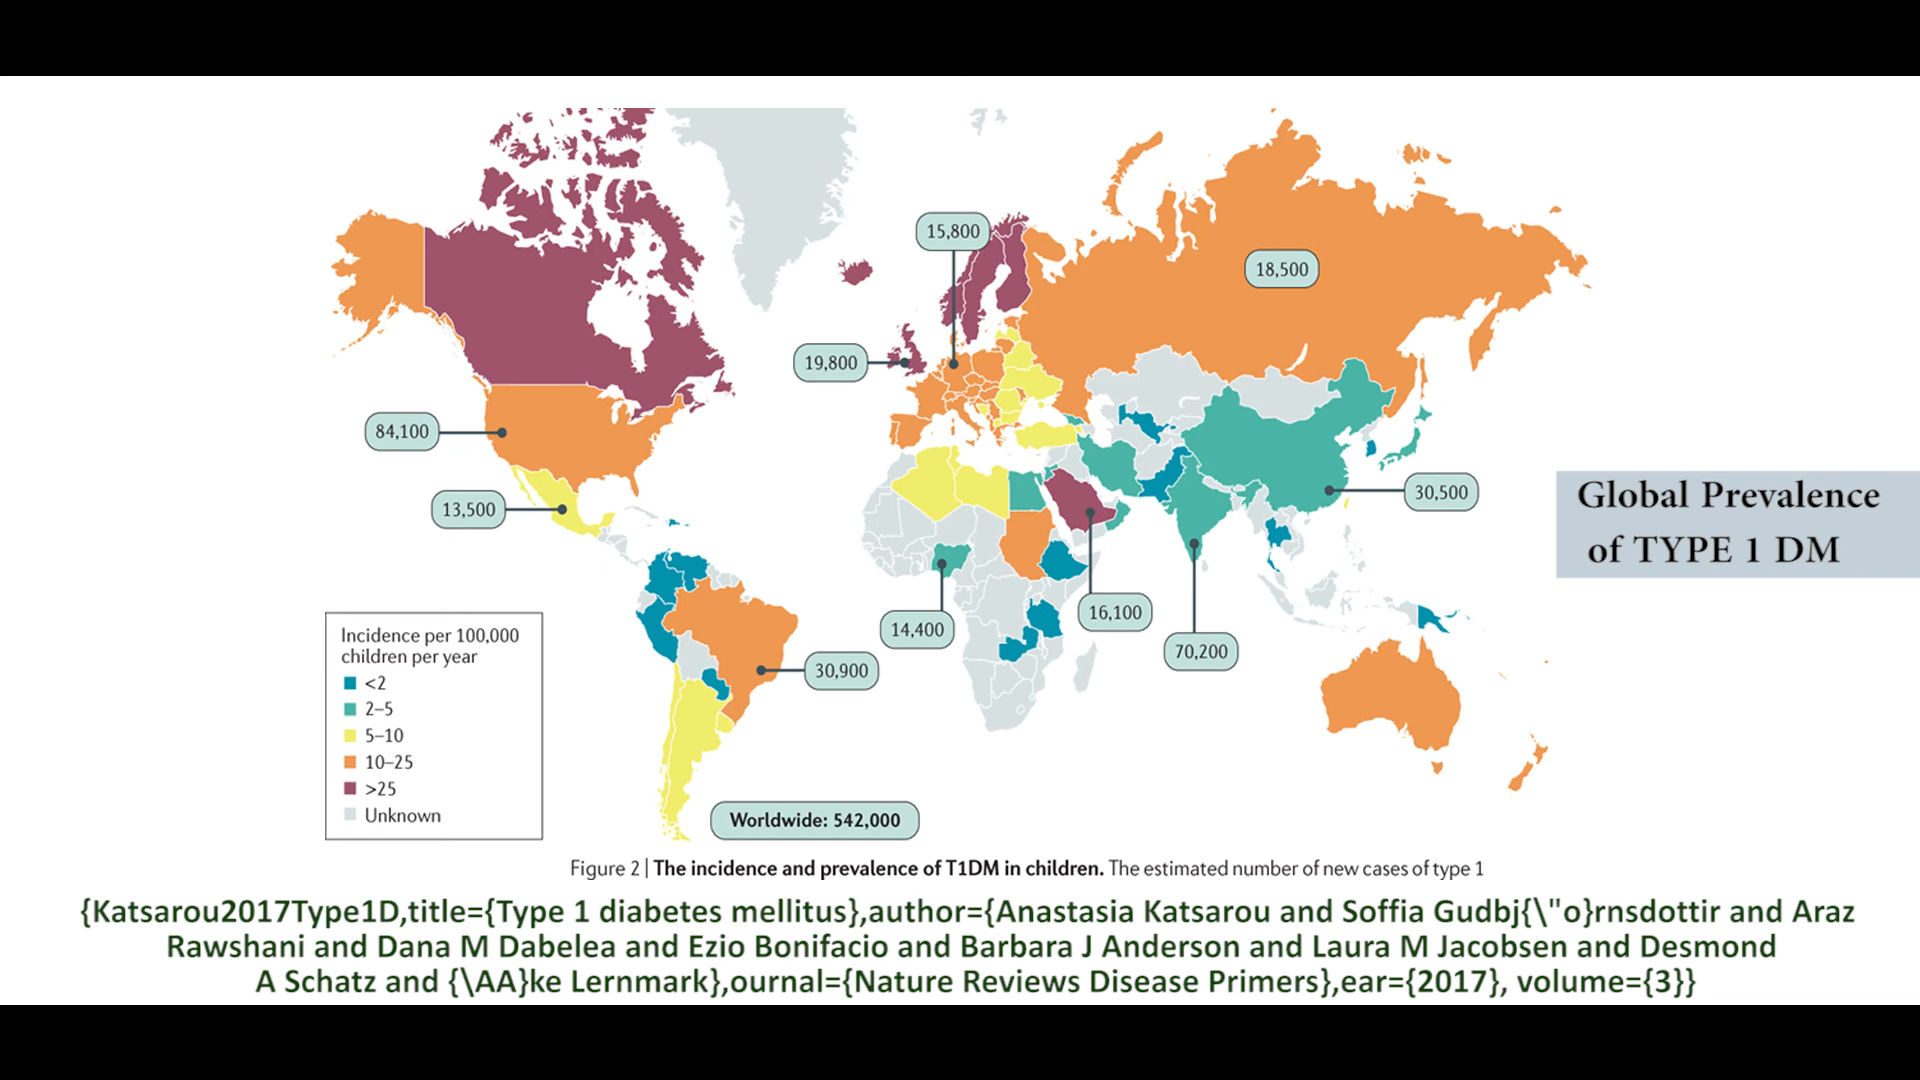 15,800
18,500
19,800
84,100
13,500
30,500
Global Prevalence
of TYPE 1 DM
14,400
16,100
70,200
30,900
Incidence per 100,000
children per year
<2
2–5
5–10
10–25
>25
Unknown
Worldwide: 542,000
Figure 2 | The incidence and prevalence of T1DM in children. The estimated number of new cases of type 1
{Katsarou2017Type1D,title={Type 1 diabetes mellitus},author={Anastasia Katsarou and Soffia Gudbj{\"o}rnsdottir and Araz
Rawshani and Dana M Dabelea and Ezio Bonifacio and Barbara J Anderson and Laura M Jacobsen and Desmond
A Schatz and {\AA}ke Lernmark},ournal={Nature Reviews Disease Primers},ear={2017}, volume={3}}